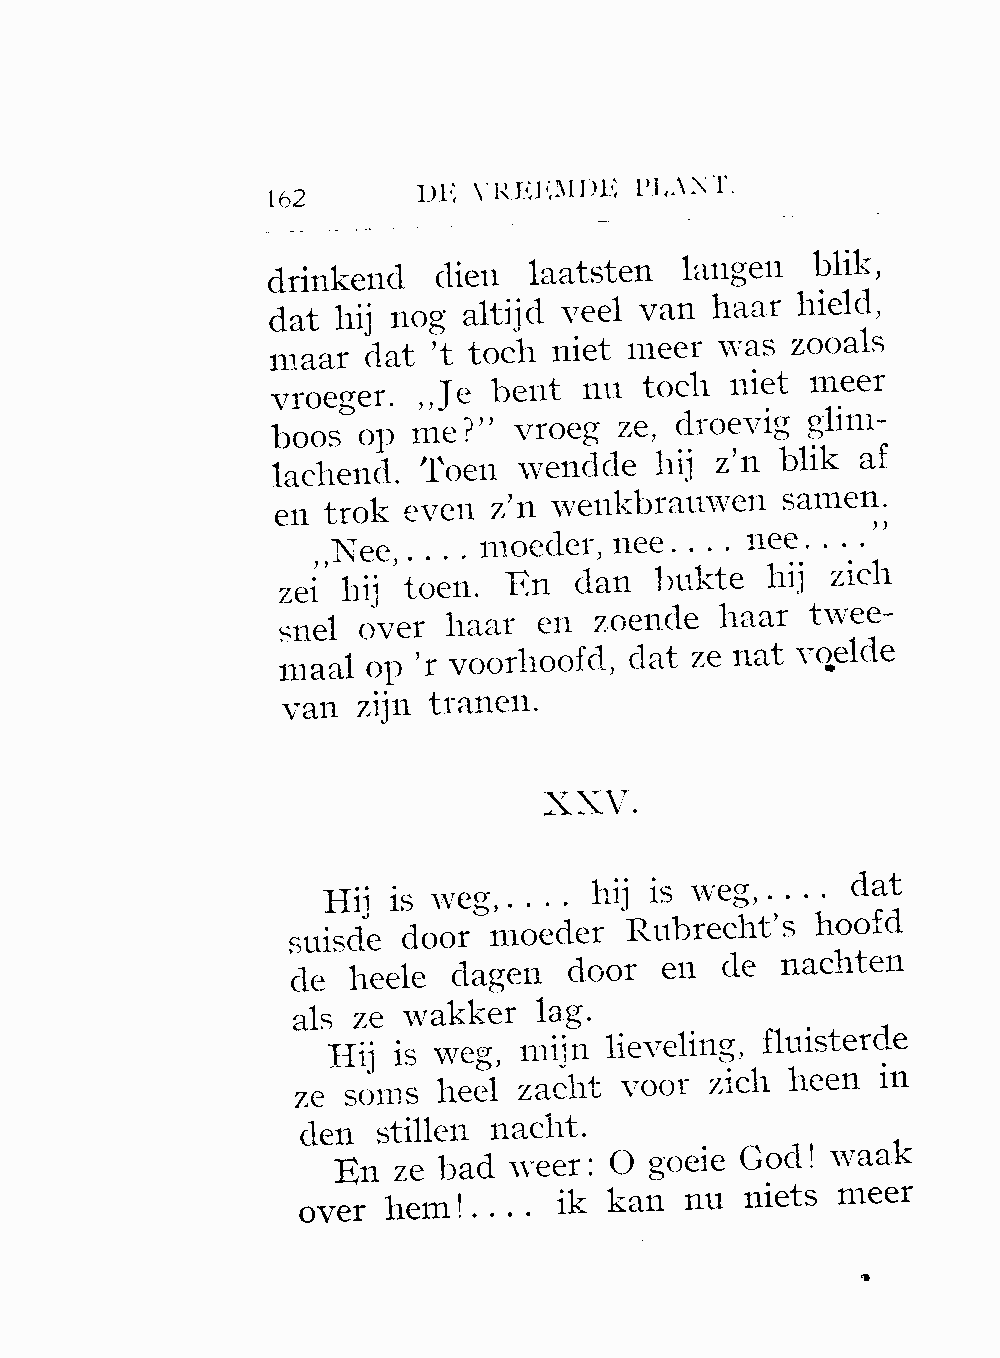 162 DE VREEMDE PLANT.
drinkend dien laatsten langen blik,
dat hij nog altijd veel van haar hield,
maar dat 't toch niet meer was zooals
vroeger. ,,Je bent nu toch niet meer
boos op me?" vroeg ze, droevig glim-
lachend. Toen wendde hij z'n blik af
en trok even z'n wenkbrauwen samen.
,,Nee,.... moeder, nee.... nee...."
zei hij toen. En dan bukte hij zich
snel over haar en zoende haar twee-
maal op 'r voorhoofd, dat ze nat voelde
van zijn tranen.
XXV.
Hij is weg,.... hij is weg,.... dat
suisde door moeder Rubrecht's hoofd
de heele dagen door en de nachten
als ze wakker lag.
Hij is weg, mijn lieveling, fluisterde
ze soms heel zacht voor zich heen in
den stillen nacht.
En ze bad weer: O goeie God! waak
over hem!.... ik kan nu niets meer